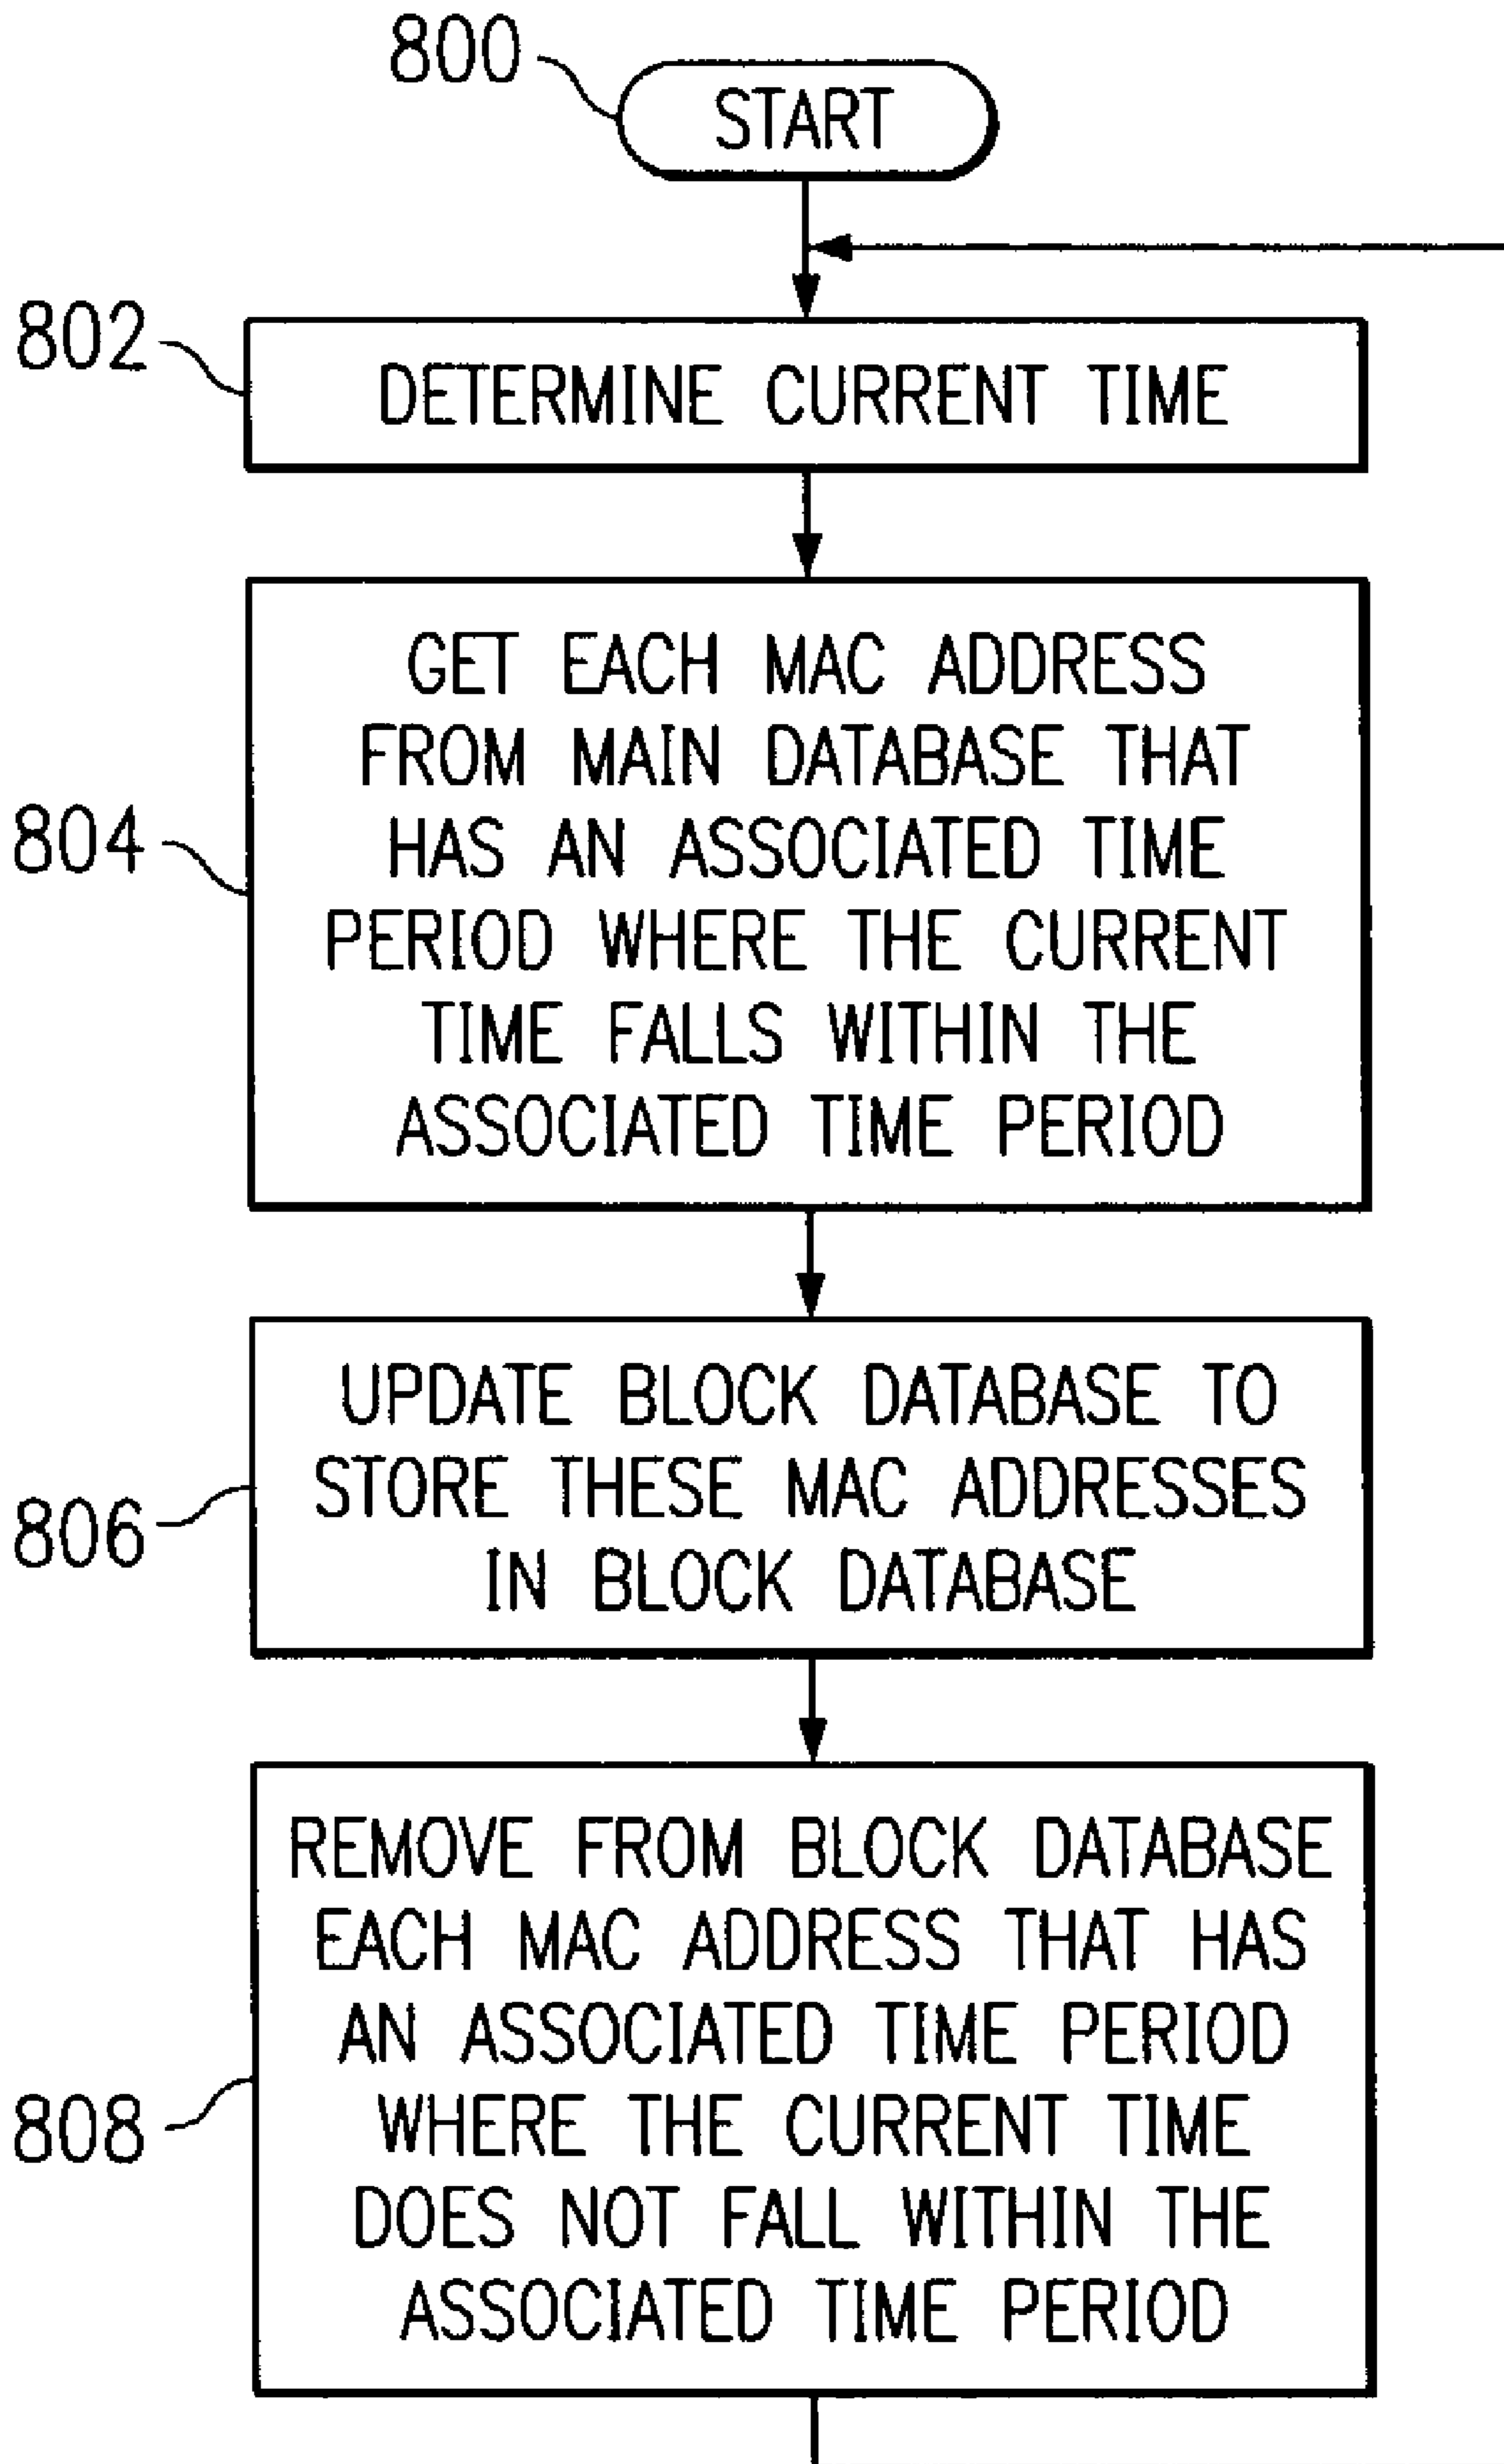 800
START
802
DETERMINE CURRENT TIME
804
GET EACH MAC ADDRESS
FROM MAIN DATABASE THAT
HAS AN ASSOCIATED TIME
PERIOD WHERE THE CURRENT
TIME FALLS WITHIN THE
ASSOCIATED TIME PERIOD
806
UPDATE BLOCK DATABASE TO
STORE THESE MAC ADDRESSES
IN BLOCK DATABASE
808
REMOVE FROM BLOCK DATABASE
EACH MAC ADDRESS THAT HAS
AN ASSOCIATED TIME PERIOD
WHERE THE CURRENT TIME
DOES NOT FALL WITHIN THE
ASSOCIATED TIME PERIOD